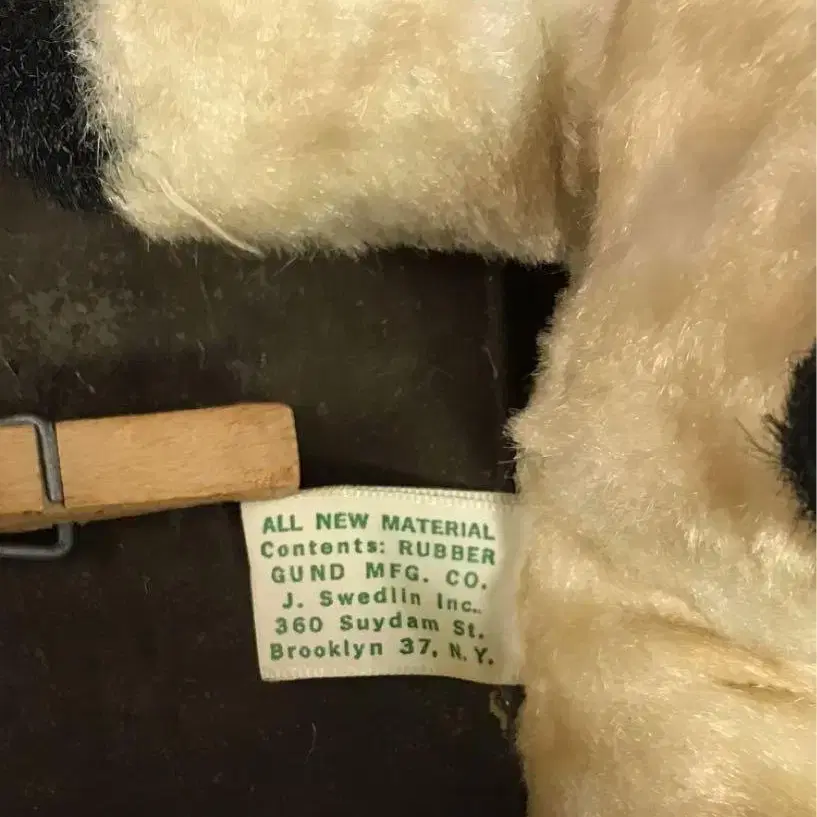 ALL NEW MATERIAL
Contents: RUBBER
GUND MFG. CO.
J. Swedlin Inc.
360 Suydam St.
Brooklyn 37, N.Y.